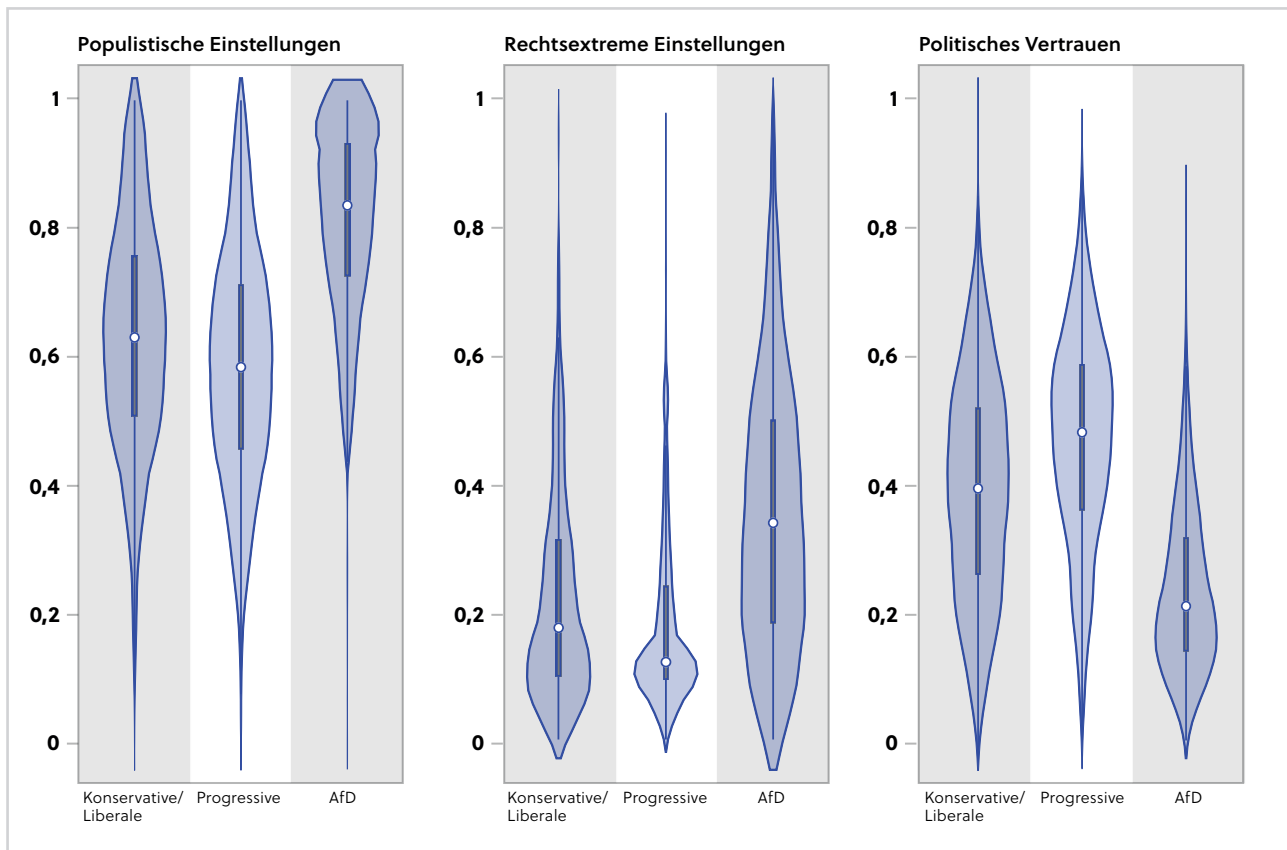 Populistische Einstellungen
1
0,8
0,6
0,4
0,2
0
Konservative/
Liberale
Progressive
AfD
Rechtsextreme Einstellungen
1
0,8
0,6
0,4
0,2
0
Konservative/
Liberale
Progressive
AfD
Politisches Vertrauen
1
0,8
0,6
0,4
0,2
0
Konservative/
Liberale
Progressive
AfD